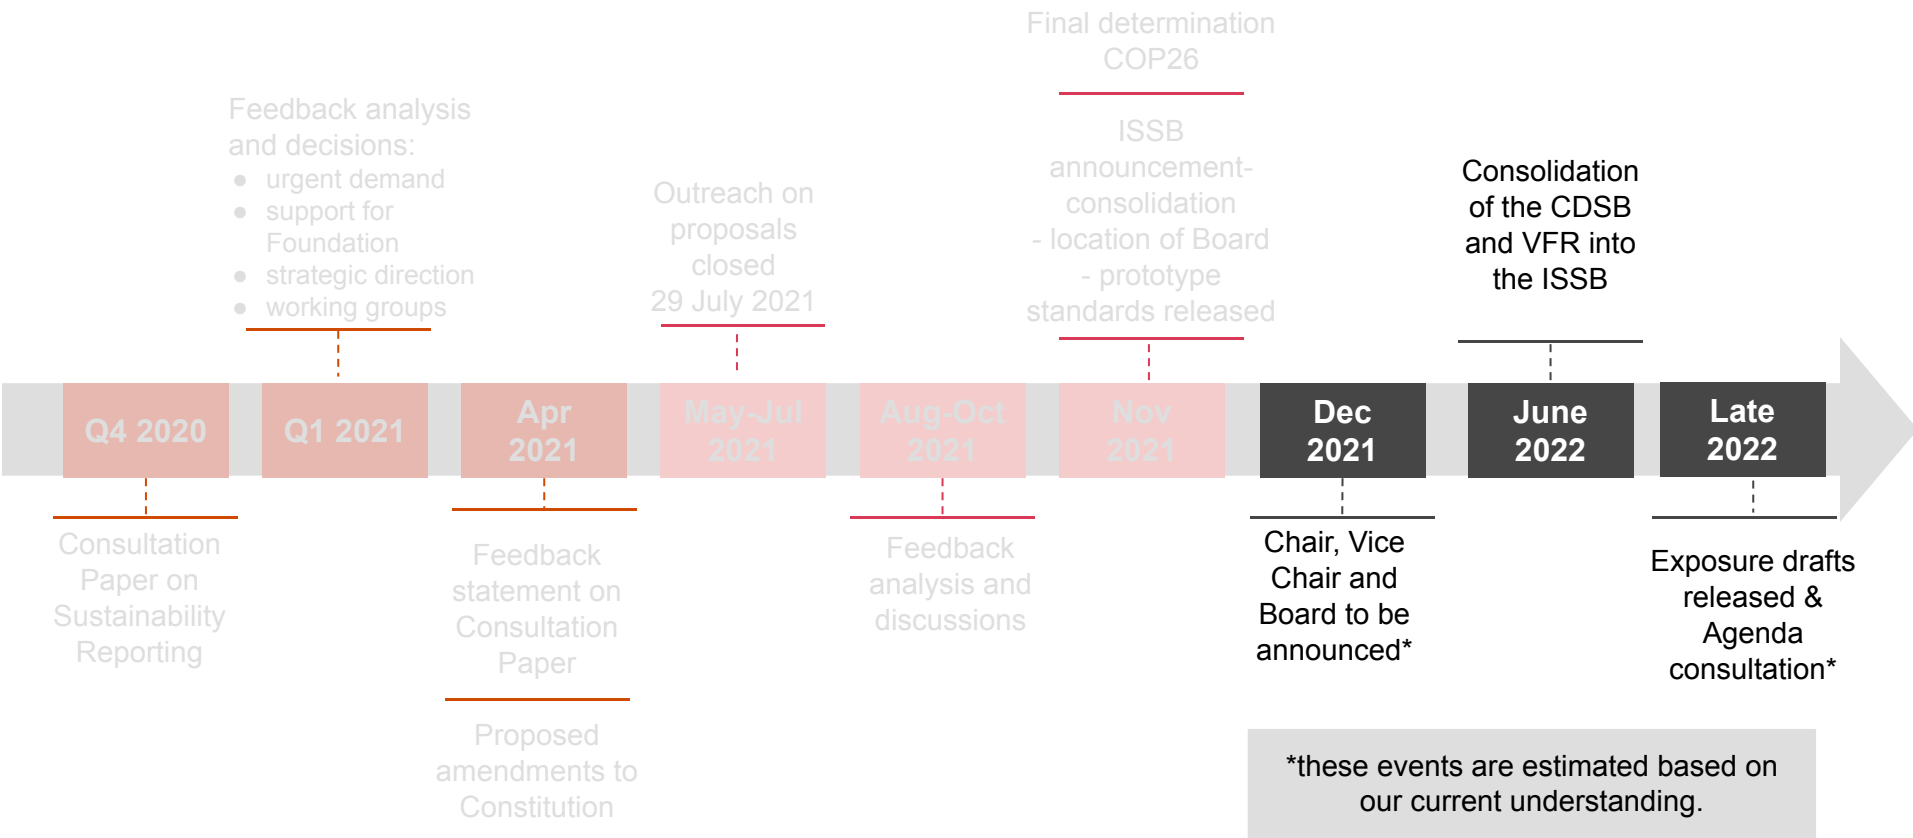 Final determination
COP26
Feedback analysis
and decisions:
● urgent demand
● support for
Foundation
● strategic direction
● working groups
Outreach on
proposals
closed
29 July 2021
ISSB
announcement-
consolidation
- location of Board
- prototype
standards released
Consolidation
of the CDSB
and VFR into
the ISSB
Q4 2020
Q1 2021
Apr
2021
May-Jul
2021
Aug-Oct
2021
Nov
2021
Dec
2021
June
2022
Late
2022
Consultation
Paper on
Sustainability
Reporting
Feedback
statement on
Consultation
Paper
Proposed
amendments to
Constitution
Feedback
analysis and
discussions
Chair, Vice
Chair and
Board to be
announced*
Exposure drafts
released &
Agenda
consultation*
*these events are estimated based on
our current understanding.